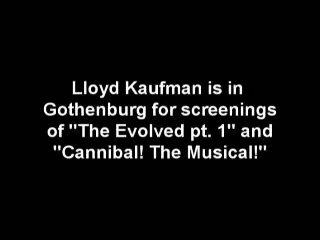 Lloyd Kaufman is in
Gothenburg for screenings
of "The Evolved pt. 1" and
"Cannibal! The Musical!"